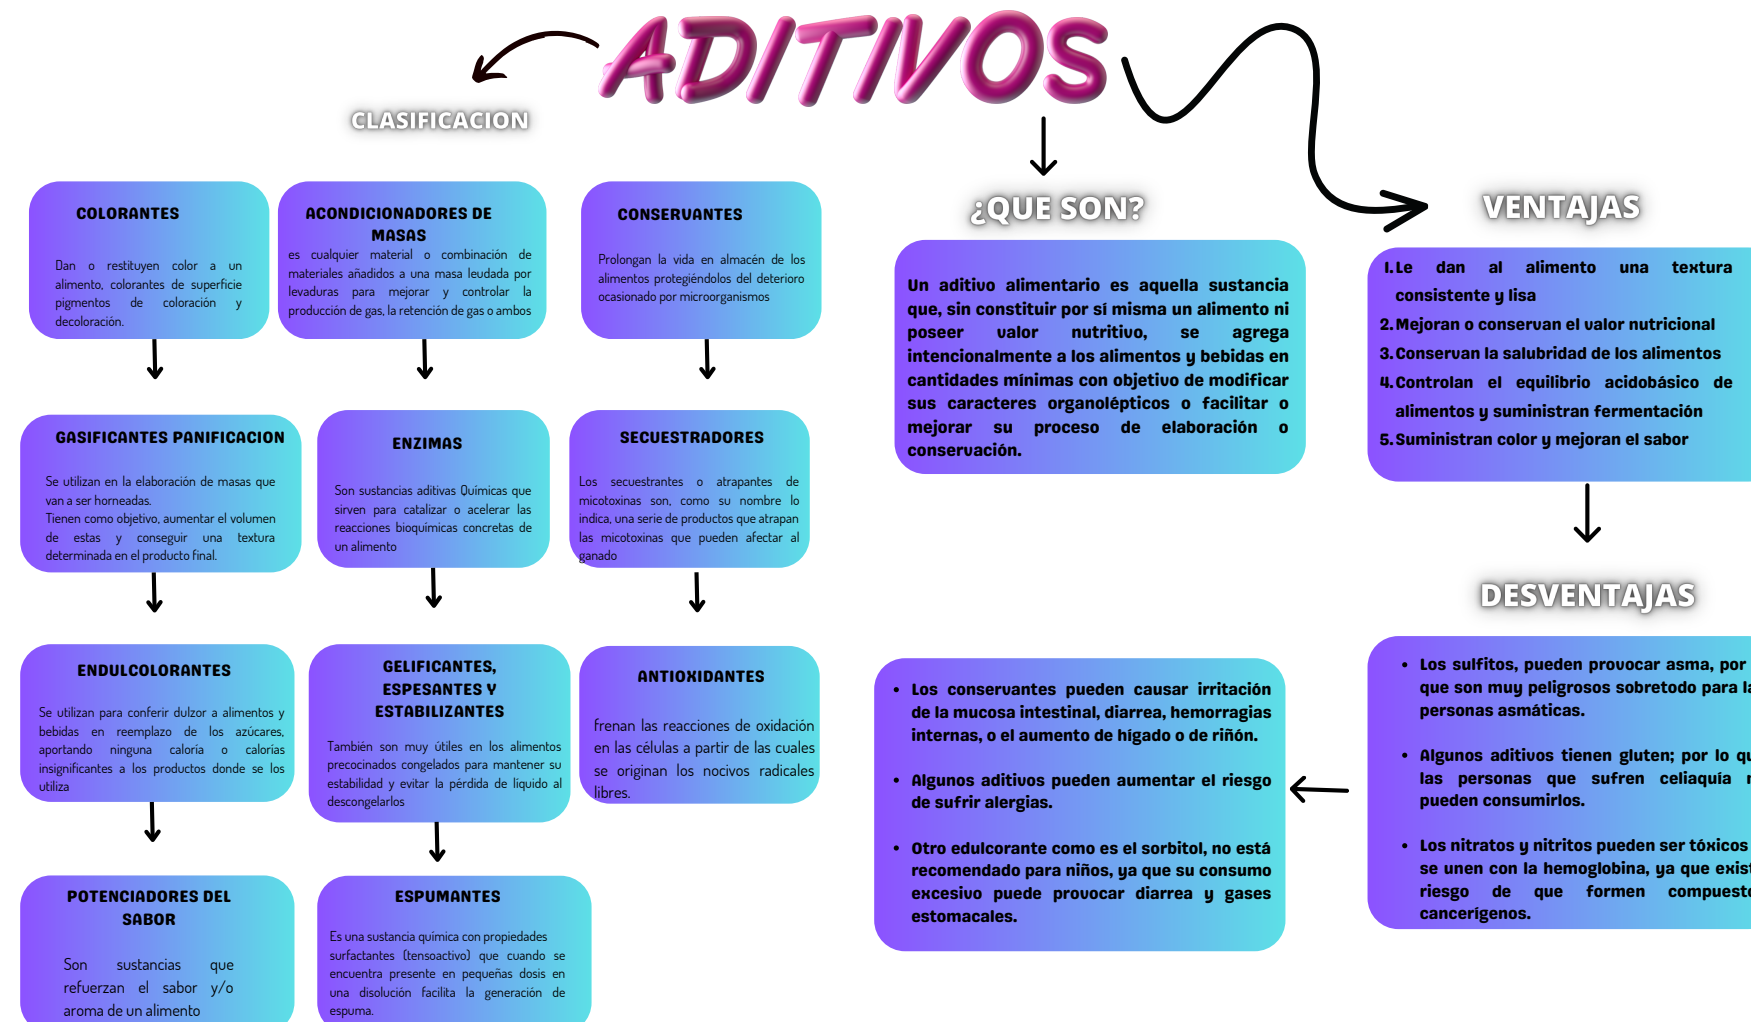 ADITIVOS
CLASIFICACION
COLORANTES
Dan o restituyen color a un
alimento, colorantes de superficie
pigmentos de coloración y
decoloración.
ACONDICIONADORES DE
MASAS
es cualquier material o combinación de
materiales añadidos a una masa leudada por
levaduras para mejorar y controlar la
producción de gas, la retención de gas o ambos
CONSERVANTES
Prolongan la vida en almacén de los
alimentos protegiéndolos del deterioro
ocasionado por microorganismos
GASIFICANTES PANIFICACION
Se utilizan en la elaboración de masas que
van a ser horneadas.
Tienen como objetivo, aumentar el volumen
de estas y conseguir una textura
determinada en el producto final.
ENZIMAS
Son sustancias aditivas Químicas que
sirven para catalizar o acelerar las
reacciones bioquímicas concretas de
un alimento
SECUESTRADORES
Los secuestrantes o atrapantes de
micotoxinas son, como su nombre lo
indica, una serie de productos que atrapan
las micotoxinas que pueden afectar al
ganado
ENDULCOLORANTES
Se utilizan para conferir dulzor a alimentos y
bebidas en reemplazo de los azúcares,
aportando ninguna caloría o calorías
insignificantes a los productos donde se los
utiliza
GELIFICANTES,
ESPESANTES Y
ESTABILIZANTES
También son muy útiles en los alimentos
precocinados congelados para mantener su
estabilidad y evitar la pérdida de líquido al
descongelarlos
ANTIOXIDANTES
frenan las reacciones de oxidación
en las células a partir de las cuales
se originan los nocivos radicales
libres.
POTENCIADORES DEL
SABOR
Son sustancias que
refuerzan el sabor y/o
aroma de un alimento
ESPUMANTES
Es una sustancia química con propiedades
surfactantes (tensoactivo) que cuando se
encuentra presente en pequeñas dosis en
una disolución facilita la generación de
espuma.
¿QUE SON?
Un aditivo alimentario es aquella sustancia
que, sin constituir por sí misma un alimento ni
poseer valor nutritivo, se agrega
intencionalmente a los alimentos y bebidas en
cantidades mínimas con objetivo de modificar
sus caracteres organolépticos o facilitar o
mejorar su proceso de elaboración o
conservación.
VENTAJAS
1. Le dan al alimento una textura
consistente y lisa
2. Mejoran o conservan el valor nutricional
3. Conservan la salubridad de los alimentos
4. Controlan el equilibrio acidobásico de
alimentos y suministran fermentación
5. Suministran color y mejoran el sabor
DESVENTAJAS
• Los sulfitos, pueden provocar asma, por
que son muy peligrosos sobretodo para
personas asmáticas.
• Algunos aditivos tienen gluten; por lo
las personas que sufren celiaquía
pueden consumirlos.
• Los nitratos y nitritos pueden ser tóxicos
se unen con la hemoglobina, ya que
riesgo de que formen
cancerígenos.
• Los conservantes pueden causar irritación
de la mucosa intestinal, diarrea, hemorragias
internas, o el aumento de hígado o de riñón.
• Algunos aditivos pueden aumentar el riesgo
de sufrir alergias.
• Otro edulcorante como es el sorbitol, no está
recomendado para niños, ya que su consumo
excesivo puede provocar diarrea y gases
estomacales.